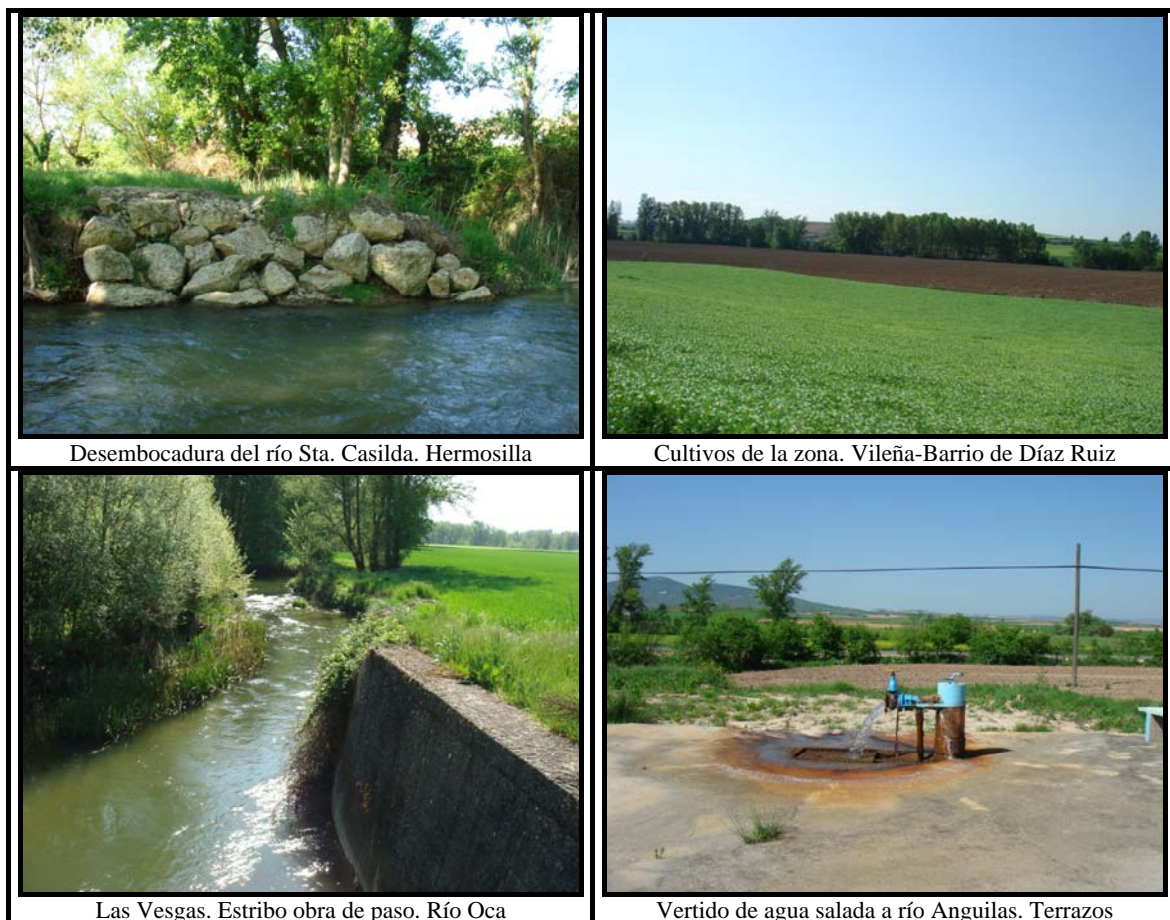 Desembocadura del río Sta. Casilda. Hermosilla
Cultivos de la zona. Vileña-Barrio de Díaz Ruiz
Las Vesgas. Estribo obra de paso. Río Oca
Vertido de agua salada a río Anguilas. Terrazos